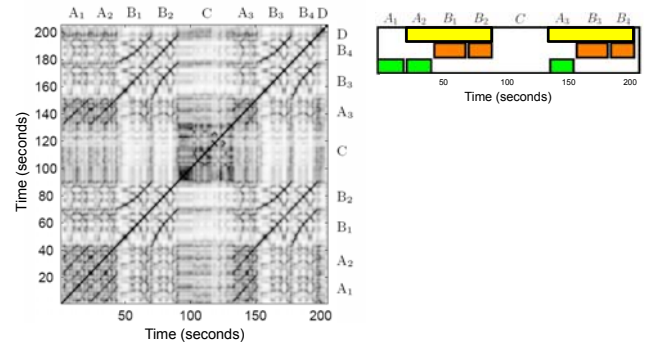 A₁ A₂ B₁ B₂ C A₃ B₃ B₄ D
200
180
160
140
120
100
80
60
40
20
D
B₄
B₃
A₃
C
B₂
B₁
A₂
A₁
50 100 150 200
Time (seconds)
Time (seconds)
A₁ A₂ B₁ B₂ C A₃ B₃ B₄
50 100 150 200
Time (seconds)